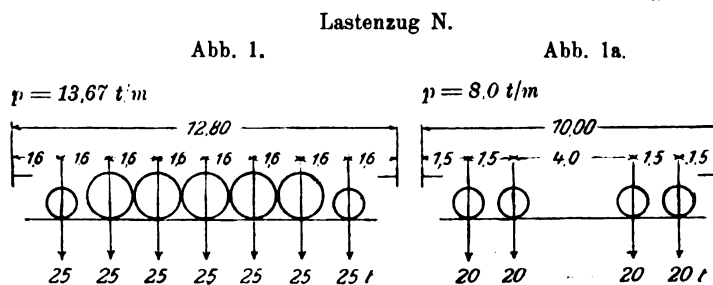 Lastenzug N.
Abb. 1. Abb. 1a.
p = 13,67 t/m p = 8,0 t/m
12,80 10,00
1,6 1,6 1,6 1,6 1,6 1,6 1,6 1,6 1,5 1,5 4,0 1,5 1,5
25 25 25 25 25 25 25 t 20 20 20 20 t